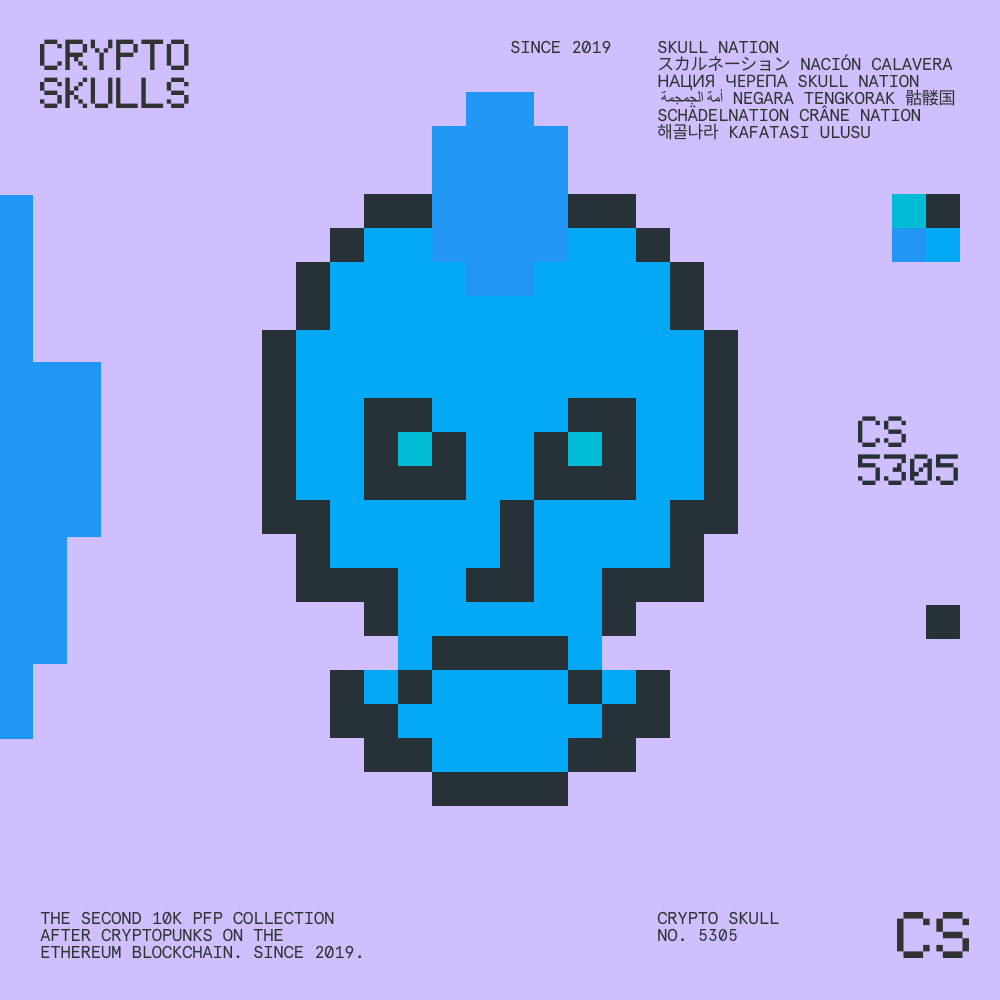 CRYPTO
SKULLS
SINCE 2019
SKULL NATION
スカルネーション NACIÓN CALAVERA
НАЦИЯ ЧЕРЕПА SKULL NATION
أمة الجمجمة NEGARA TENGKORAK 骷髅国
SCHÄDELNATION CRÂNE NATION
해골나라 KAFATASI ULUSU
CS
5305
THE SECOND 10K PFP COLLECTION
AFTER CRYPTOPUNKS ON THE
ETHEREUM BLOCKCHAIN. SINCE 2019.
CRYPTO SKULL
NO. 5305
CS